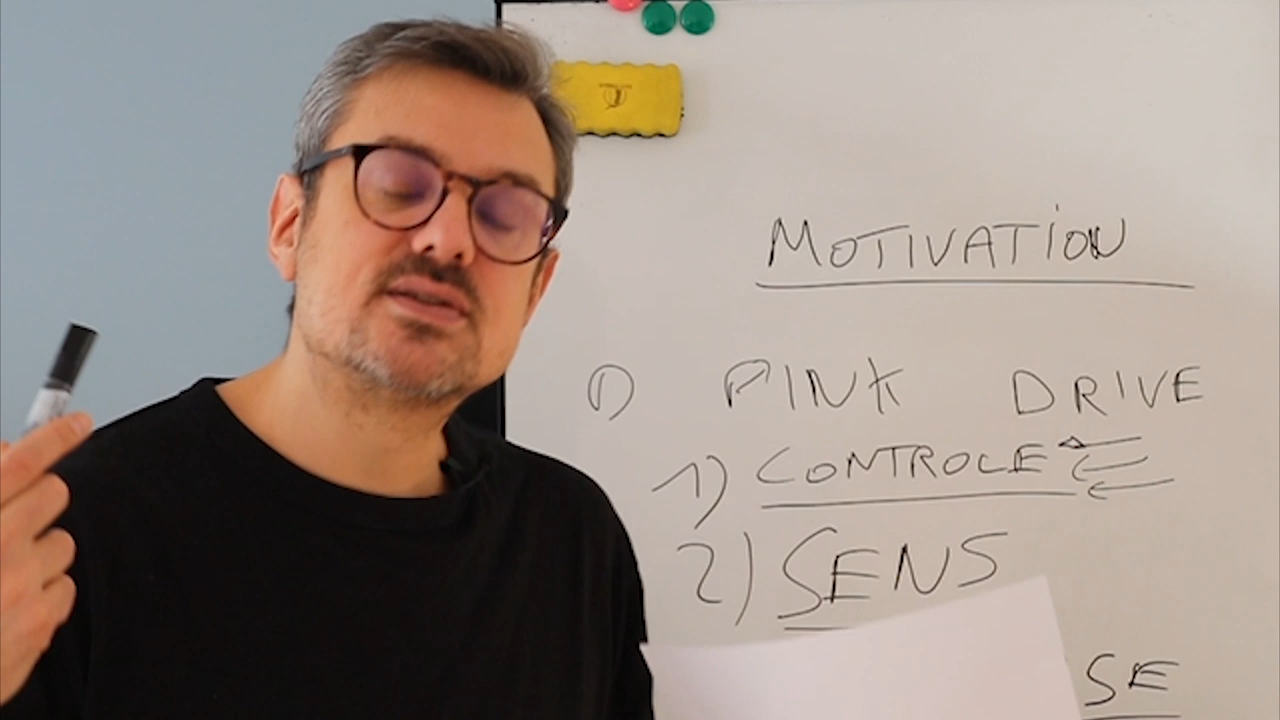 MOTIVATION
① PINK DRIVE
1) CONTROLE
2) SENS
SE